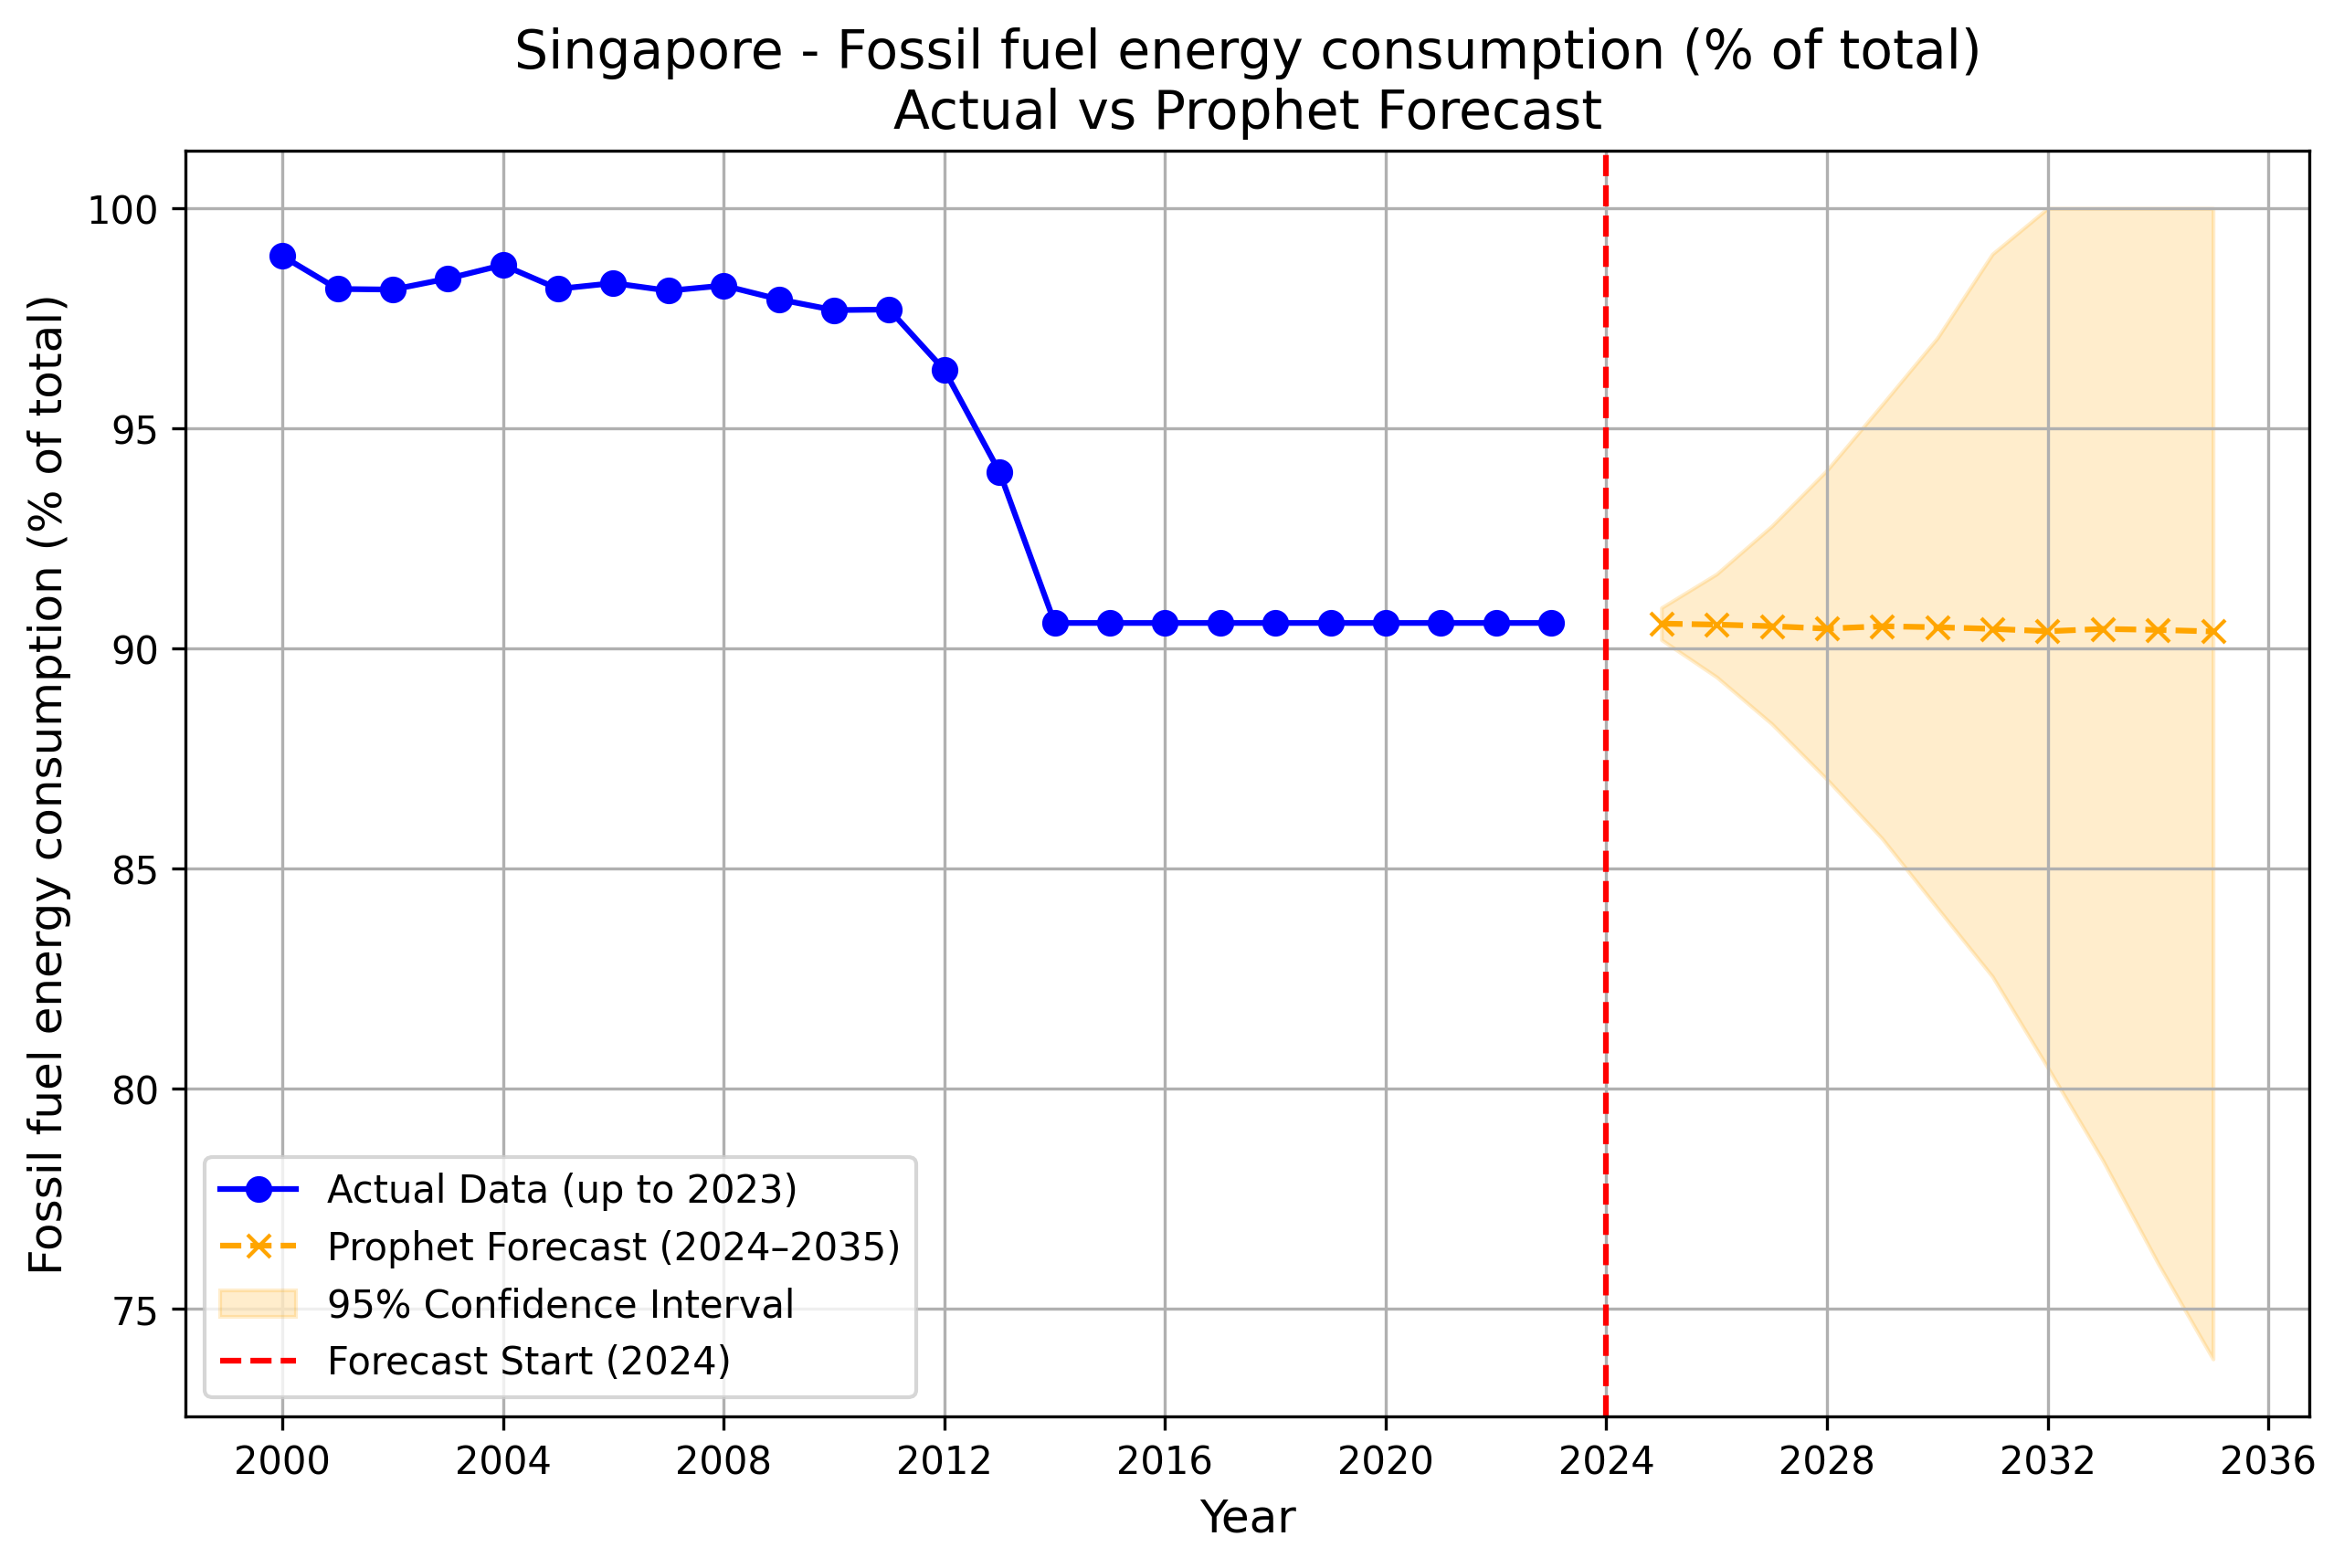 Singapore - Fossil fuel energy consumption (% of total)
Actual vs Prophet Forecast
Fossil fuel energy consumption (% of total)
100
95
90
85
80
75
Actual Data (up to 2023)
Prophet Forecast (2024–2035)
95% Confidence Interval
Forecast Start (2024)
2000 2004 2008 2012 2016 2020 2024 2028 2032 2036
Year